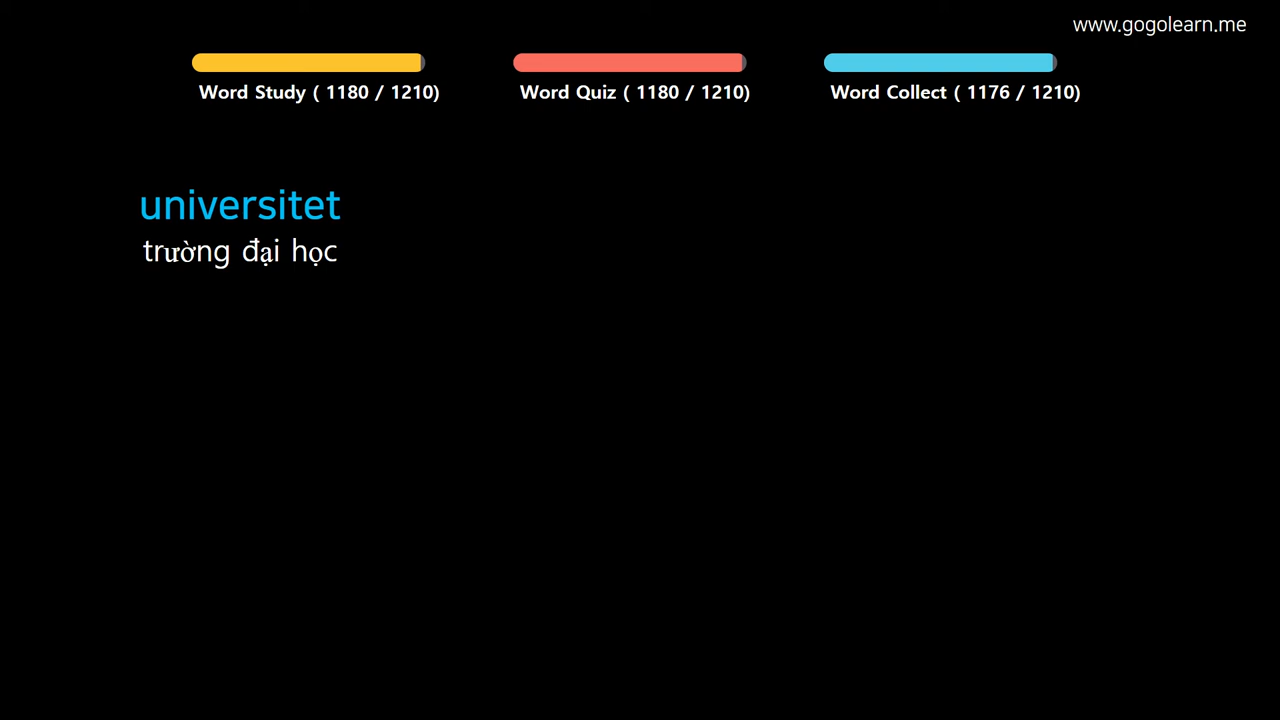 www.gogolearn.me
Word Study ( 1180 / 1210)
Word Quiz ( 1180 / 1210)
Word Collect ( 1176 / 1210)
universitet
trường đại học